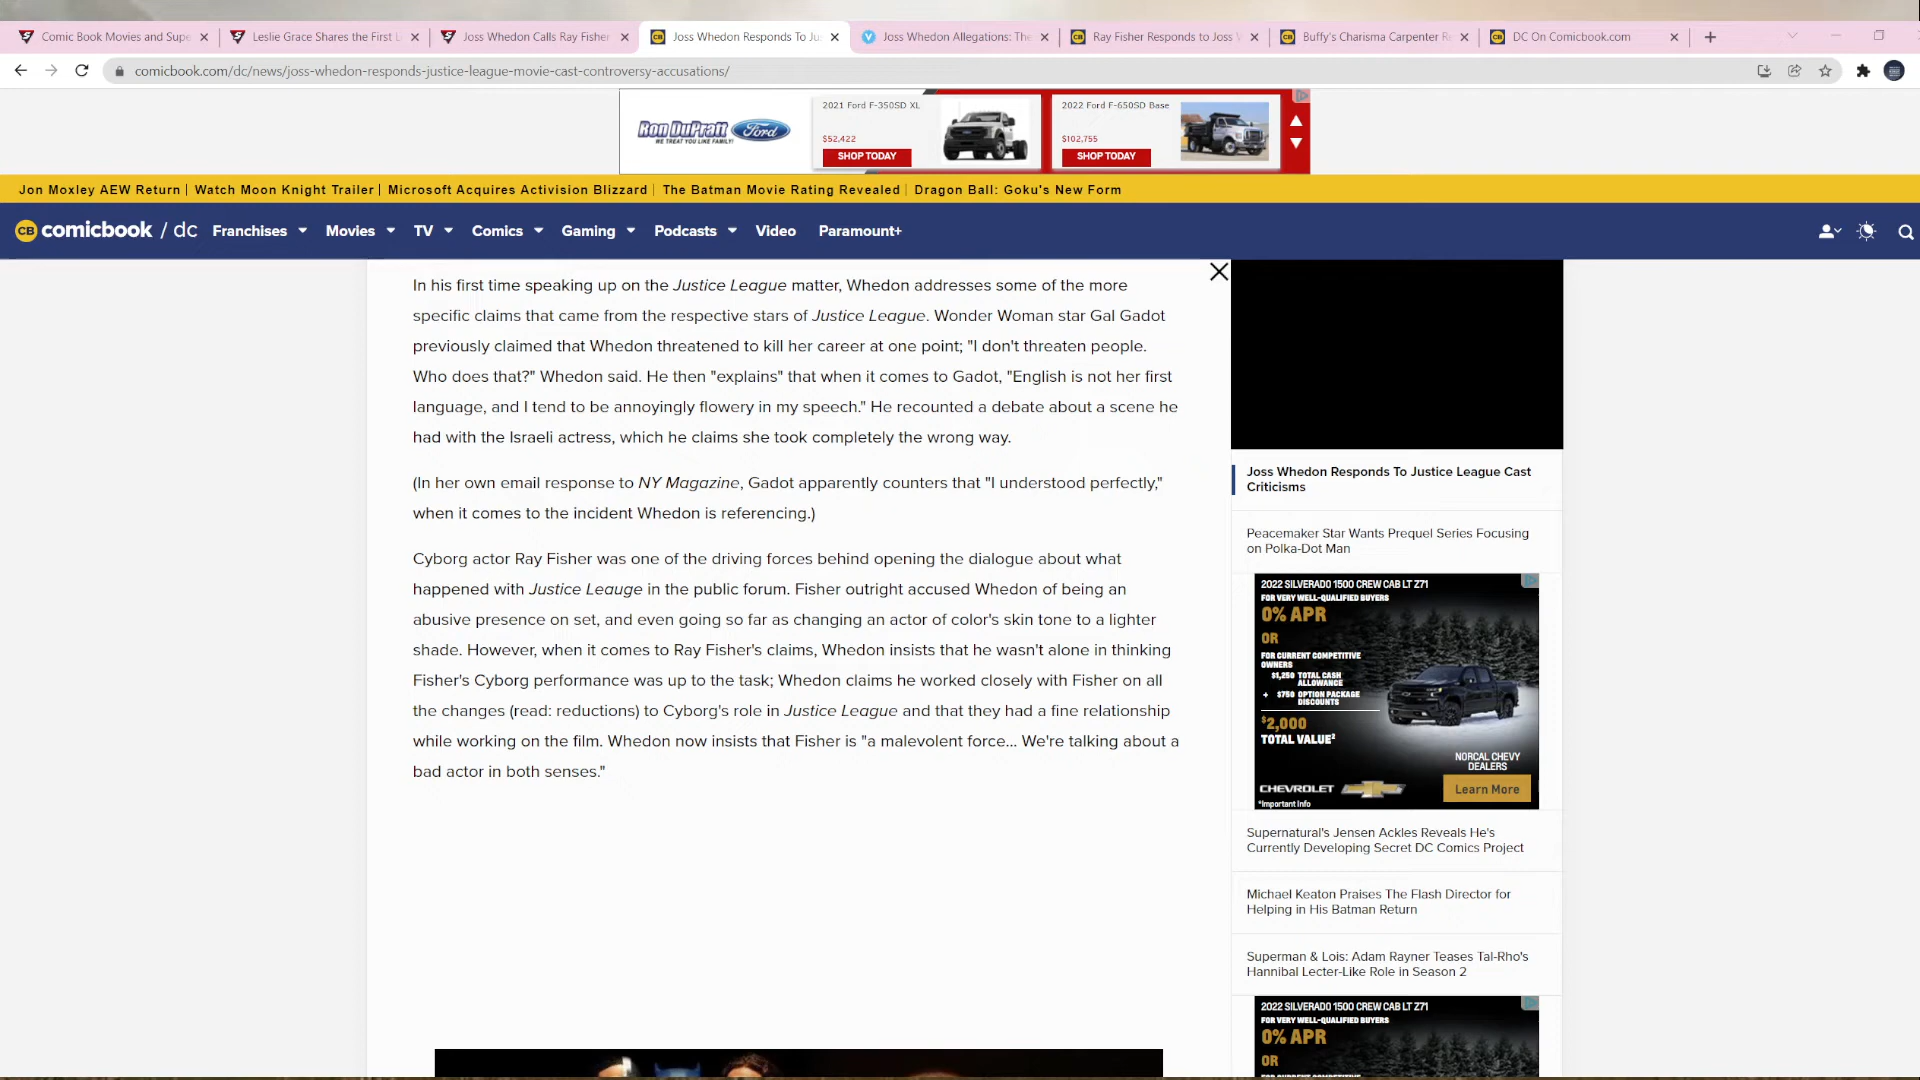 Comic Book Movies and Supe
Leslie Grace Shares the First L
Joss Whedon Calls Ray Fisher
Joss Whedon Responds To Ju
Joss Whedon Allegations: The
Ray Fisher Responds to Joss W
Buffy's Charisma Carpenter R
DC On Comicbook.com
comicbook.com/dc/news/joss-whedon-responds-justice-league-movie-cast-controversy-accusations/
Ron DuPratt Ford
WE TREAT YOU LIKE FAMILY!
2021 Ford F-350SD XL
$52,422
SHOP TODAY
2022 Ford F-650SD Base
$102,755
SHOP TODAY
Jon Moxley AEW Return | Watch Moon Knight Trailer | Microsoft Acquires Activision Blizzard | The Batman Movie Rating Revealed | Dragon Ball: Goku's New Form
CB comicbook / dc Franchises Movies TV Comics Gaming Podcasts Video Paramount+
In his first time speaking up on the Justice League matter, Whedon addresses some of the more
specific claims that came from the respective stars of Justice League. Wonder Woman star Gal Gadot
previously claimed that Whedon threatened to kill her career at one point; "I don't threaten people.
Who does that?" Whedon said. He then "explains" that when it comes to Gadot, "English is not her first
language, and I tend to be annoyingly flowery in my speech." He recounted a debate about a scene he
had with the Israeli actress, which he claims she took completely the wrong way.
(In her own email response to NY Magazine, Gadot apparently counters that "I understood perfectly,"
when it comes to the incident Whedon is referencing.)
Cyborg actor Ray Fisher was one of the driving forces behind opening the dialogue about what
happened with Justice Leauge in the public forum. Fisher outright accused Whedon of being an
abusive presence on set, and even going so far as changing an actor of color's skin tone to a lighter
shade. However, when it comes to Ray Fisher's claims, Whedon insists that he wasn't alone in thinking
Fisher's Cyborg performance was up to the task; Whedon claims he worked closely with Fisher on all
the changes (read: reductions) to Cyborg's role in Justice League and that they had a fine relationship
while working on the film. Whedon now insists that Fisher is "a malevolent force... We're talking about a
bad actor in both senses."
Joss Whedon Responds To Justice League Cast
Criticisms
Peacemaker Star Wants Prequel Series Focusing
on Polka-Dot Man
2022 SILVERADO 1500 CREW CAB LT Z71
FOR VERY WELL-QUALIFIED BUYERS
0% APR
OR
FOR CURRENT COMPETITIVE
OWNERS
$1,250 TOTAL CASH
ALLOWANCE
+ $750 OPTION PACKAGE
DISCOUNTS
$2,000
TOTAL VALUE²
NORCAL CHEVY
DEALERS
CHEVROLET
Learn More
*Important Info
Supernatural's Jensen Ackles Reveals He's
Currently Developing Secret DC Comics Project
Michael Keaton Praises The Flash Director for
Helping in His Batman Return
Superman & Lois: Adam Rayner Teases Tal-Rho's
Hannibal Lecter-Like Role in Season 2
2022 SILVERADO 1500 CREW CAB LT Z71
FOR VERY WELL-QUALIFIED BUYERS
0% APR
OR